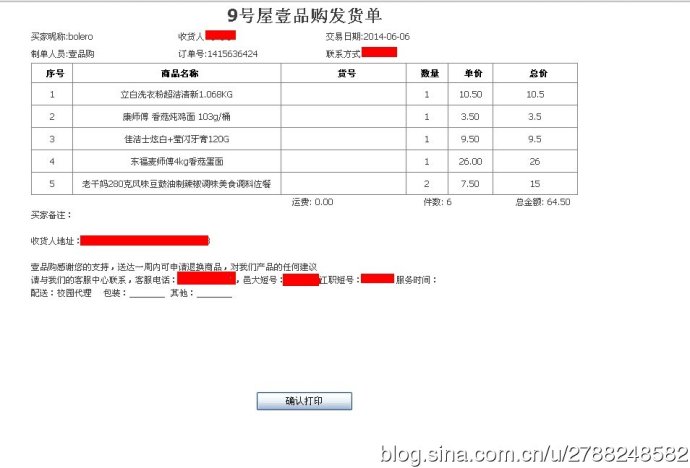 9号屋壹品购发货单
买家昵称:bolero 收货人 交易日期:2014-06-06
制单人员:壹品购 订单号:1415636424 联系方式
序号 商品名称 货号 数量 单价 总价
1 立白洗衣粉超洁清新1.068KG 1 10.50 10.5
2 康师傅 香菇炖鸡面 103g/桶 1 3.50 3.5
3 佳洁士炫白+莹闪牙膏120G 1 9.50 9.5
4 东福麦师傅4kg香菇蛋面 1 26.00 26
5 老干妈280克风味豆豉油制辣椒调味美食调料佐餐 2 7.50 15
运费: 0.00 件数: 6 总金额: 64.50
买家备注：
收货人地址：
壹品购感谢您的支持，送达一周内可申请退换商品，对我们产品的任何建议
请与我们的客服中心联系，客服电话： ，邑大短号： 江职短号： 服务时间：
配送：校园代理 包装：______ 其他：______
确认打印
blog.sina.com.cn/u/2788248582